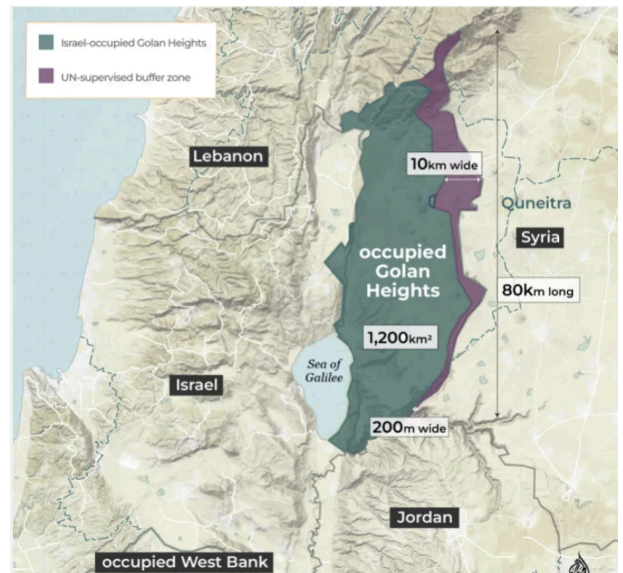 Israel-occupied Golan Heights
UN-supervised buffer zone
Lebanon
10km wide
Quneitra
Syria
occupied
Golan
Heights
80km long
1,200km²
Sea of
Galilee
Israel
200m wide
Jordan
occupied West Bank